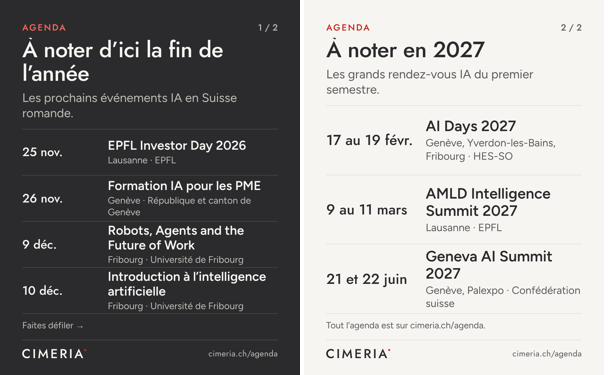 AGENDA
1 / 2
À noter d’ici la fin de
l’année
Les prochains événements IA en Suisse
romande.
25 nov.
EPFL Investor Day 2026
Lausanne · EPFL
26 nov.
Formation IA pour les PME
Genève · République et canton de
Genève
9 déc.
Robots, Agents and the
Future of Work
Fribourg · Université de Fribourg
10 déc.
Introduction à l’intelligence
artificielle
Fribourg · Université de Fribourg
Faites défiler →
CIMERIA
cimeria.ch/agenda
AGENDA
2 / 2
À noter en 2027
Les grands rendez-vous IA du premier
semestre.
17 au 19 févr.
AI Days 2027
Genève, Yverdon-les-Bains,
Fribourg · HES-SO
9 au 11 mars
AMLD Intelligence
Summit 2027
Lausanne · EPFL
21 et 22 juin
Geneva AI Summit
2027
Genève, Palexpo · Confédération
suisse
Tout l’agenda est sur cimeria.ch/agenda.
CIMERIA
cimeria.ch/agenda